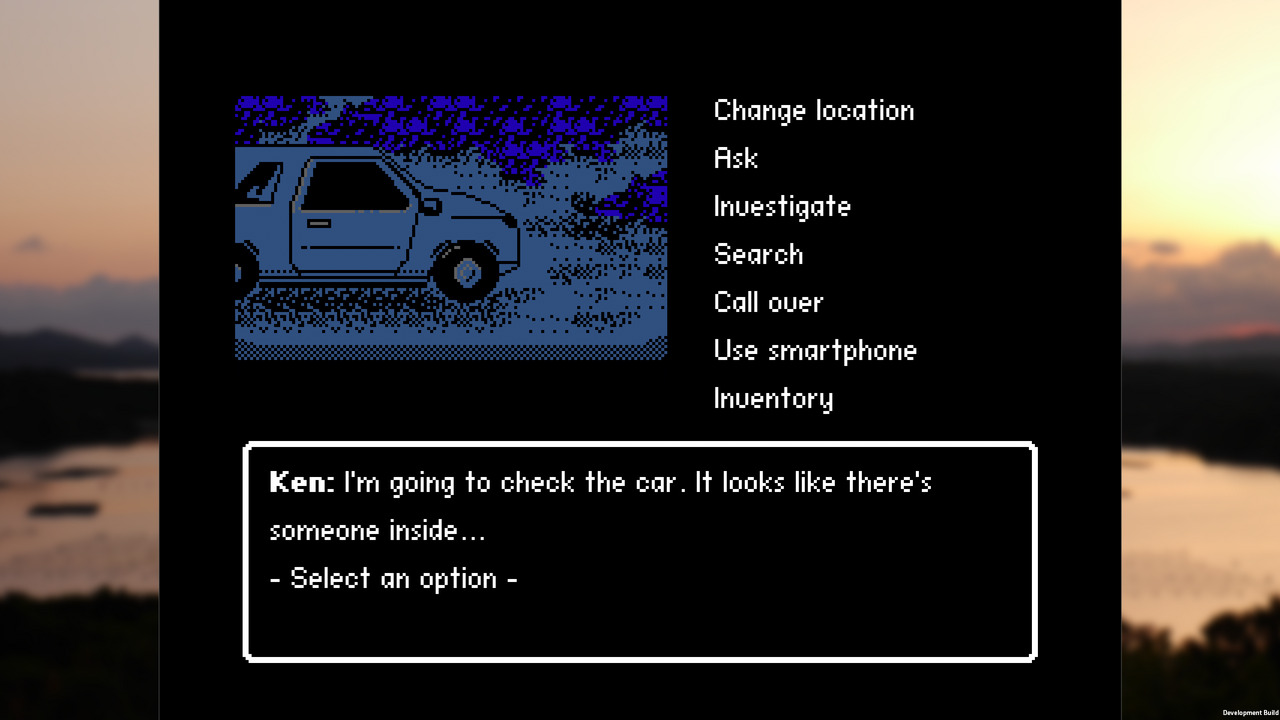 Change location
Ask
Investigate
Search
Call over
Use smartphone
Inventory
Ken: I'm going to check the car. It looks like there's
someone inside...
- Select an option -
Development Build